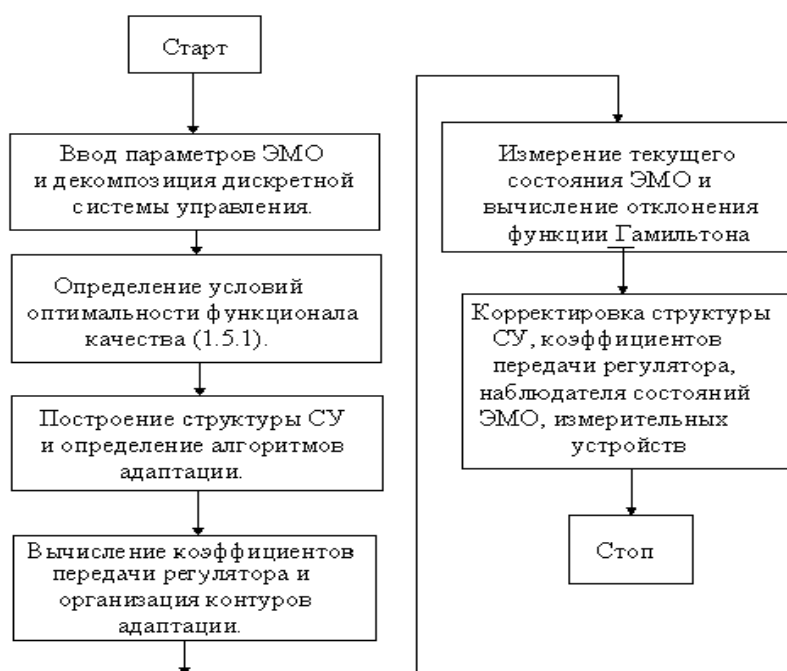 Старт
Ввод параметров ЭМО
и декомпозиция дискретной
системы управления.
Определение условий
оптимальности функционала
качества (1.5.1).
Построение структуры СУ
и определение алгоритмов
адаптации.
Вычисление коэффициентов
передачи регулятора и
организация контуров
адаптации.
Измерение текущего
состояния ЭМО и
вычисление отклонения
функции Гамильтона
Корректировка структуры
СУ, коэффициентов
передачи регулятора,
наблюдателя состояний
ЭМО, измерительных
устройств
Стоп